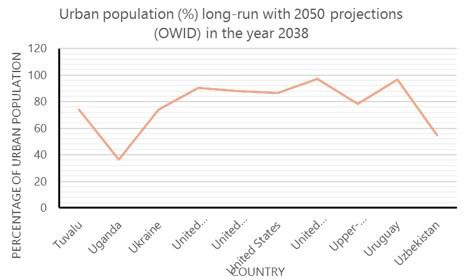 Urban population (%) long-run with 2050 projections
(OWID) in the year 2038
PERCENTAGE OF URBAN POPULATION
120
100
80
60
40
20
0
Tuvalu
Uganda
Ukraine
United...
United...
United States
United...
Upper-...
Uruguay
Uzbekistan
COUNTRY